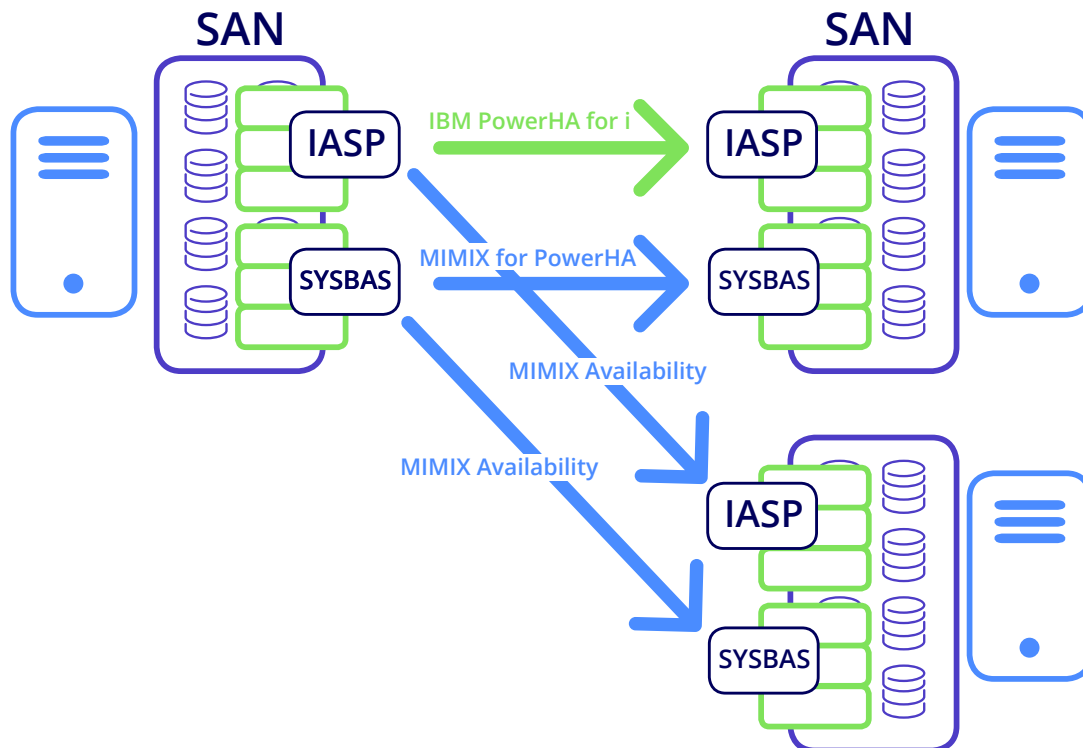 SAN
SAN
IASP
IBM PowerHA for i
IASP
SYSBAS
MIMIX for PowerHA
SYSBAS
MIMIX Availability
MIMIX Availability
IASP
SYSBAS